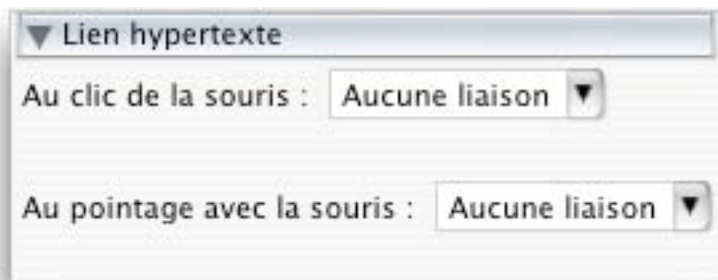 Lien hypertexte
Au clic de la souris : Aucune liaison
Au pointage avec la souris : Aucune liaison